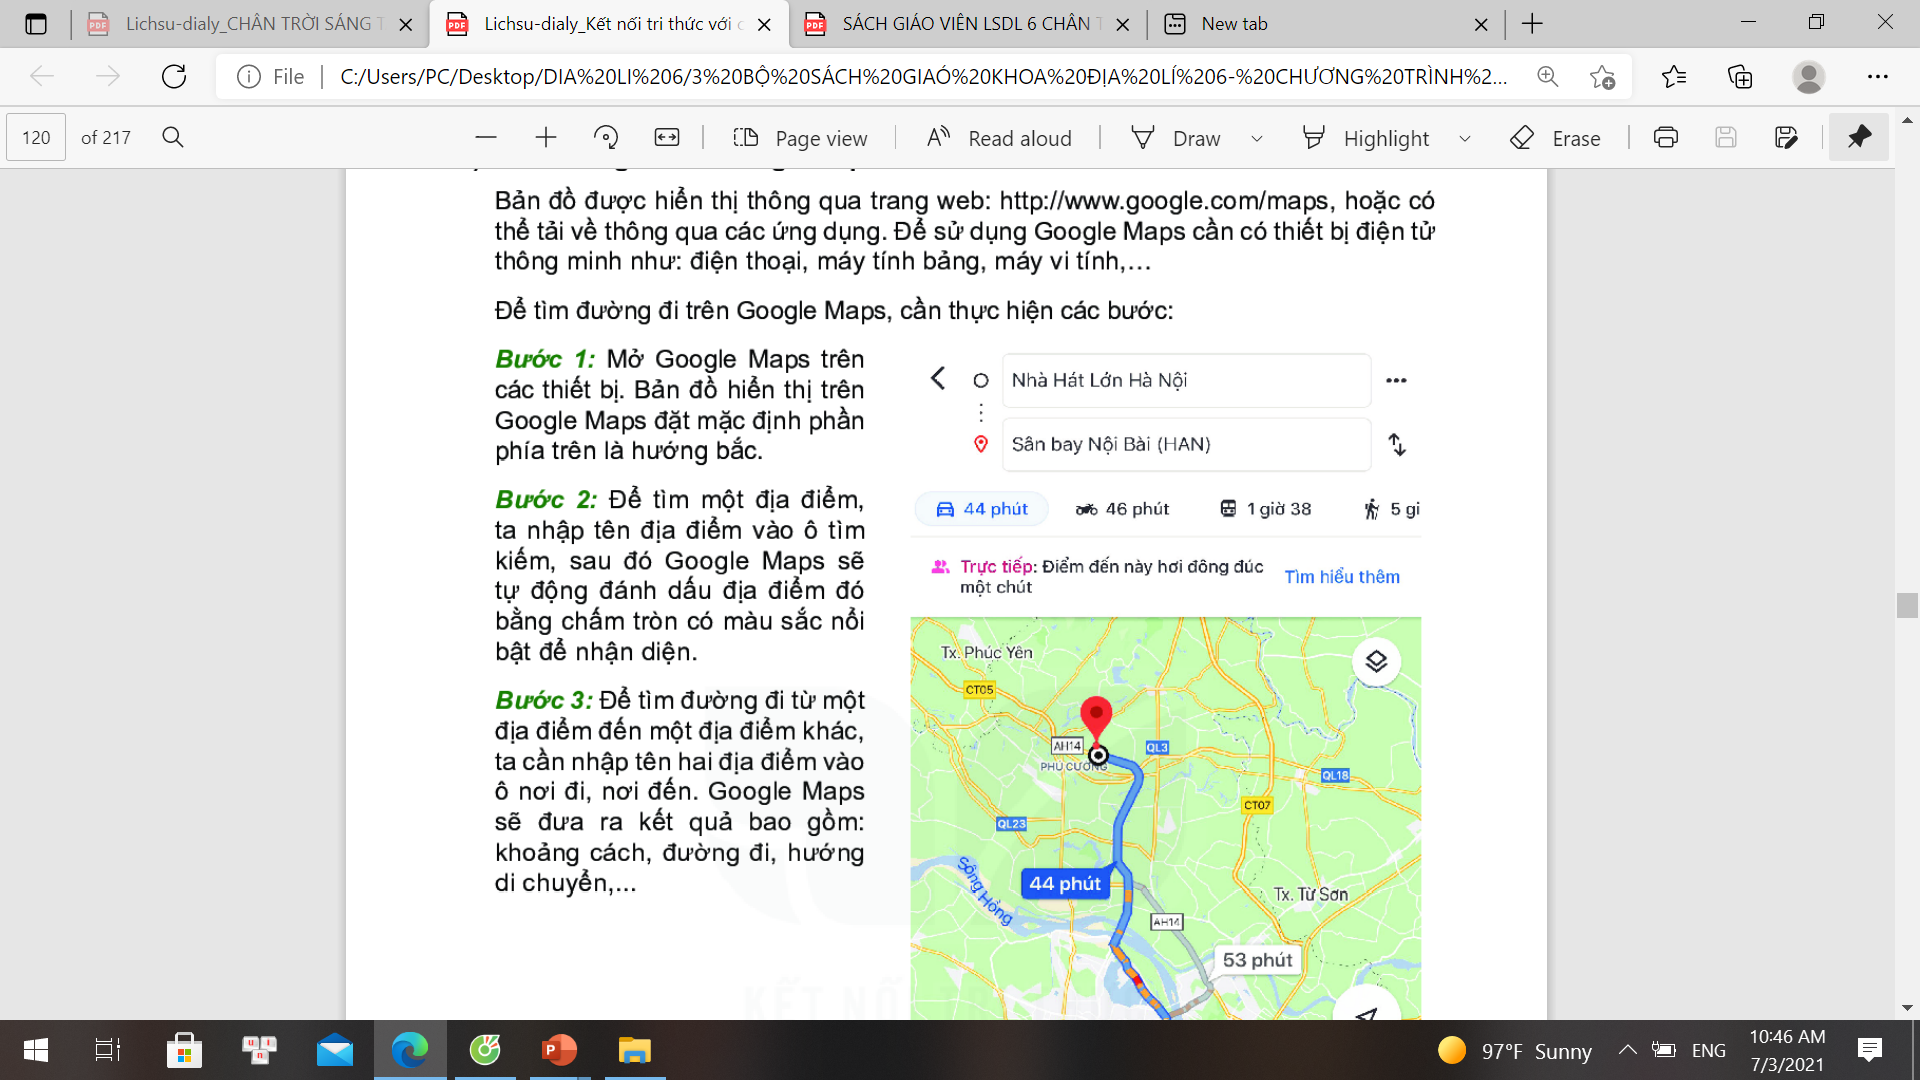 Lichsu-dialy_CHÂN TRỜI SÁNG T
Lichsu-dialy_Kết nối tri thức với c
SÁCH GIÁO VIÊN LSDL 6 CHÂN T
New tab
File
C:/Users/PC/Desktop/DIA%20LI%206/3%20BỘ%20SÁCH%20GIAÓ%20KHOA%20ĐỊA%20LÍ%206-%20CHƯƠNG%20TRÌNH%2...
120 of 217
Page view
Read aloud
Draw
Highlight
Erase
Bản đồ được hiển thị thông qua trang web: http://www.google.com/maps, hoặc có
thể tải về thông qua các ứng dụng. Để sử dụng Google Maps cần có thiết bị điện tử
thông minh như: điện thoại, máy tính bảng, máy vi tính,...
Để tìm đường đi trên Google Maps, cần thực hiện các bước:
Bước 1: Mở Google Maps trên
các thiết bị. Bản đồ hiển thị trên
Google Maps đặt mặc định phần
phía trên là hướng bắc.
Bước 2: Để tìm một địa điểm,
ta nhập tên địa điểm vào ô tìm
kiếm, sau đó Google Maps sẽ
tự động đánh dấu địa điểm đó
bằng chấm tròn có màu sắc nổi
bật để nhận diện.
Bước 3: Để tìm đường đi từ một
địa điểm đến một địa điểm khác,
ta cần nhập tên hai địa điểm vào
ô nơi đi, nơi đến. Google Maps
sẽ đưa ra kết quả bao gồm:
khoảng cách, đường đi, hướng
di chuyển,...
Nhà Hát Lớn Hà Nội
Sân bay Nội Bài (HAN)
44 phút
46 phút
1 giờ 38
5 gi
Trực tiếp: Điểm đến này hơi đông đúc
một chút
Tìm hiểu thêm
Tx. Phúc Yên
CT05
AH14
QL3
PHÚ CƯỜNG
QL18
CT07
QL23
Sông Hồng
44 phút
Tx. Từ Sơn
AH14
53 phút
KẾT NỐI TR
97°F Sunny
ENG
10:46 AM
7/3/2021